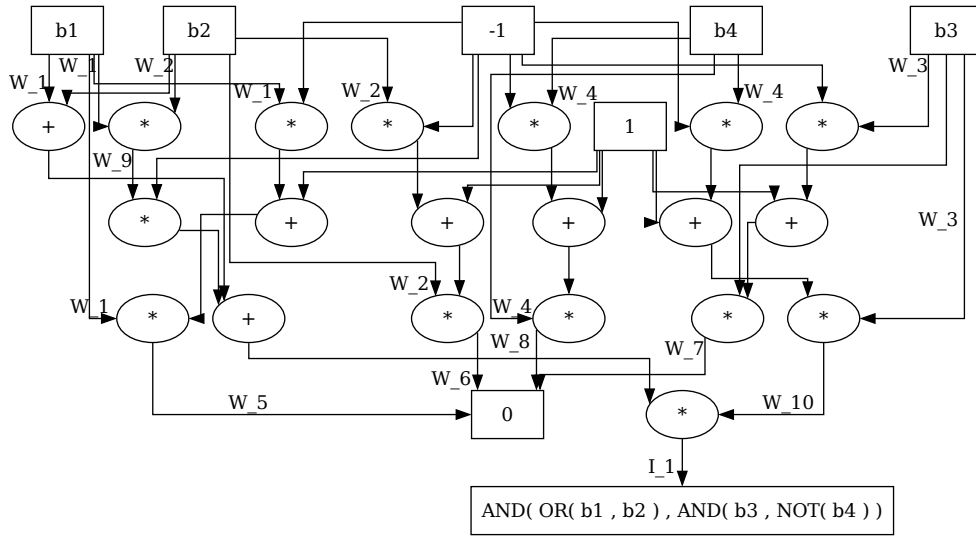 b1
b2
-1
b4
b3
W_1
W_1
W_2
W_1
W_2
W_4
W_4
W_3
+
*
*
*
*
1
*
*
W_9
*
+
+
+
+
+
W_3
W_1
*
+
W_2
*
W_4
*
*
*
W_8
W_7
W_6
W_5
0
*
W_10
I_1
AND( OR( b1 , b2 ) , AND( b3 , NOT( b4 ) ) )